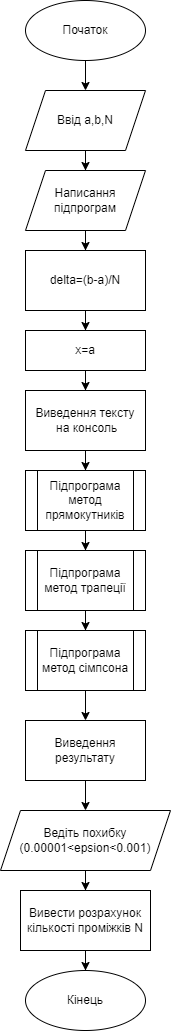 Початок
Ввід a,b,N
Написання
підпрограм
delta=(b-a)/N
x=a
Виведення тексту
на консоль
Підпрограма
метод
прямокутників
Підпрограма
метод трапеції
Підпрограма
метод сімпсона
Виведення
результату
Ведіть похибку
(0.00001<epsion<0.001)
Вивести розрахунок
кількості проміжків N
Кінець